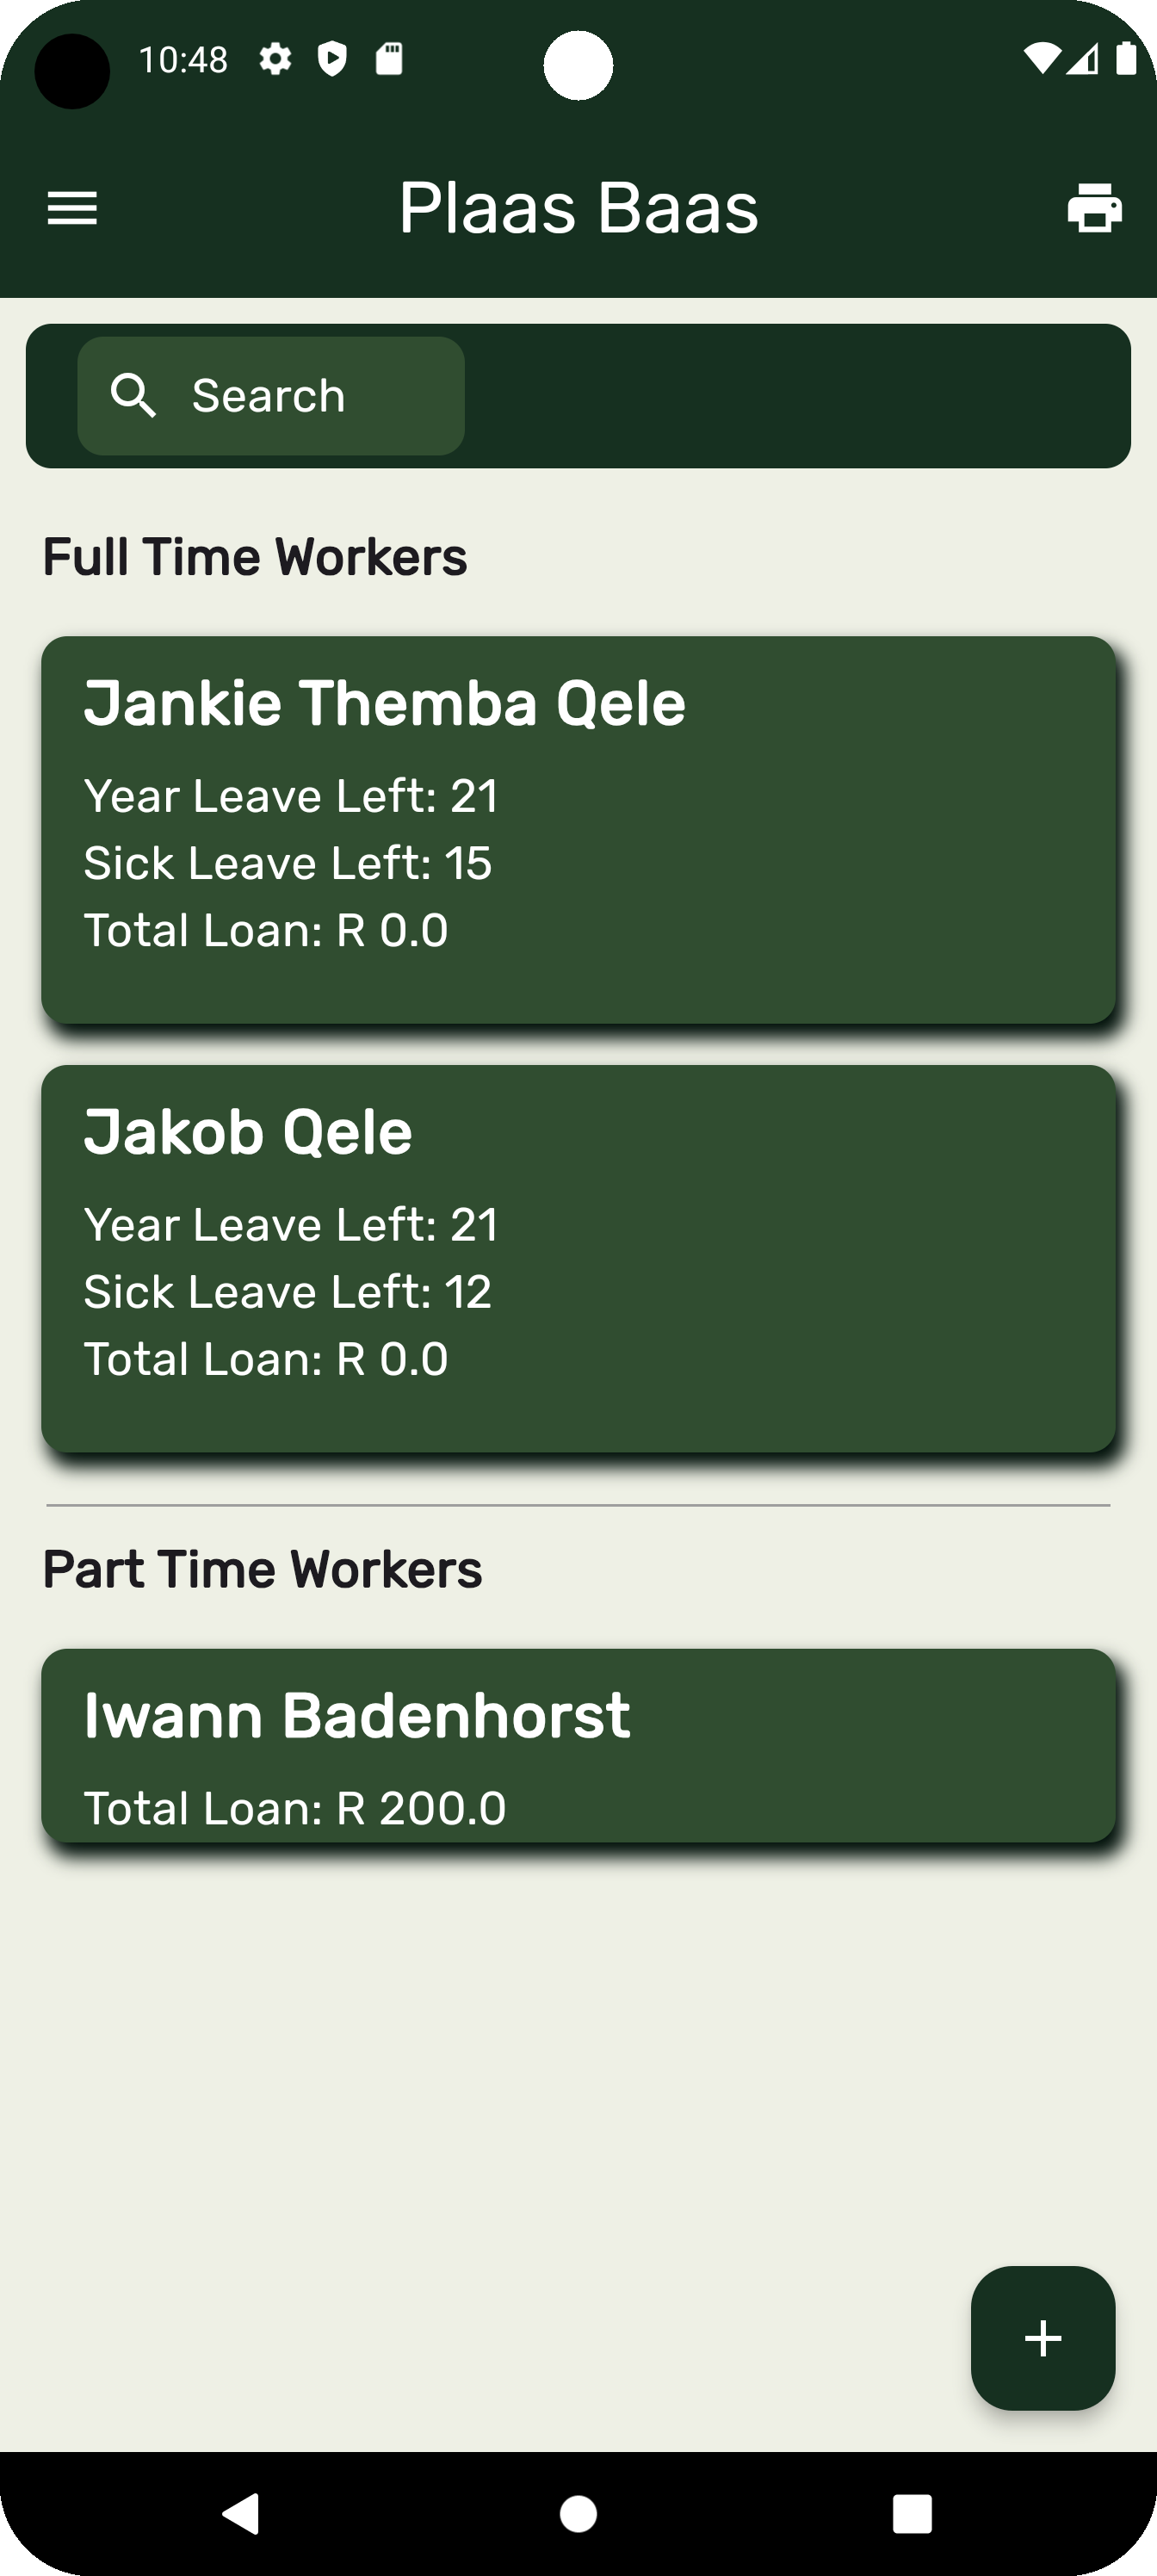 10:48
Plaas Baas
Search
Full Time Workers
Jankie Themba Qele
Year Leave Left: 21
Sick Leave Left: 15
Total Loan: R 0.0
Jakob Qele
Year Leave Left: 21
Sick Leave Left: 12
Total Loan: R 0.0
Part Time Workers
Iwann Badenhorst
Total Loan: R 200.0